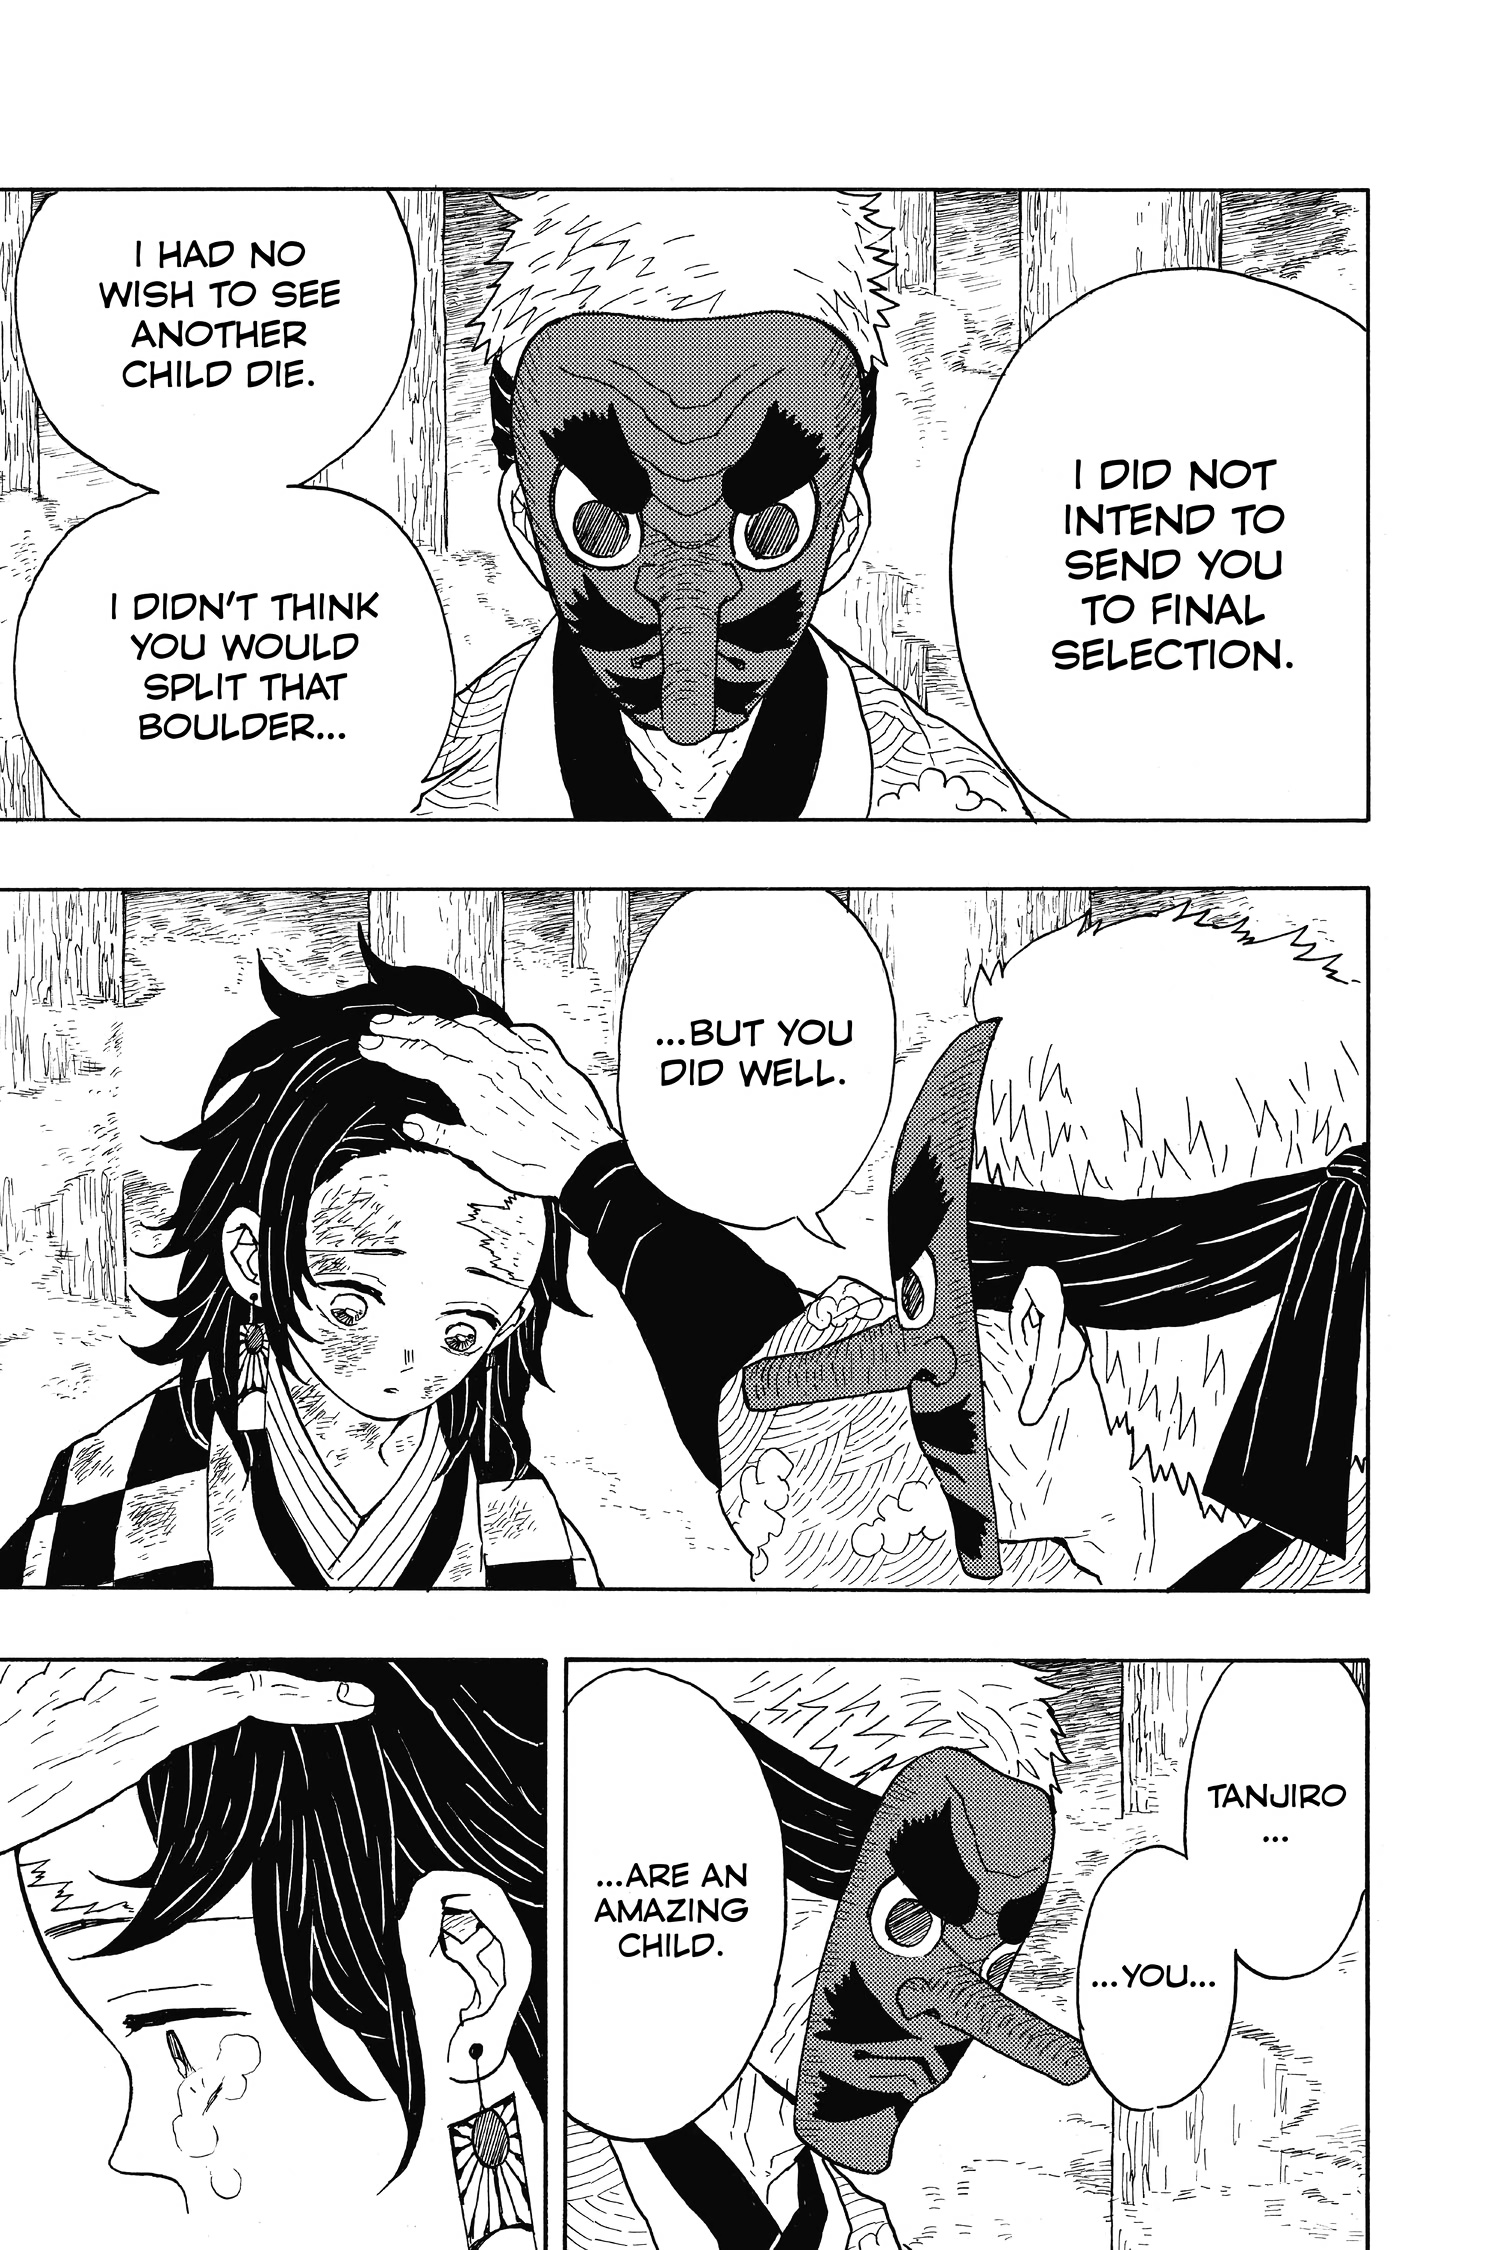 I DID NOT
INTEND TO
SEND YOU
TO FINAL
SELECTION.
I HAD NO
WISH TO SEE
ANOTHER
CHILD DIE.
I DIDN'T THINK
YOU WOULD
SPLIT THAT
BOULDER...
...BUT YOU
DID WELL.
TANJIRO
...
...YOU...
...ARE AN
AMAZING
CHILD.